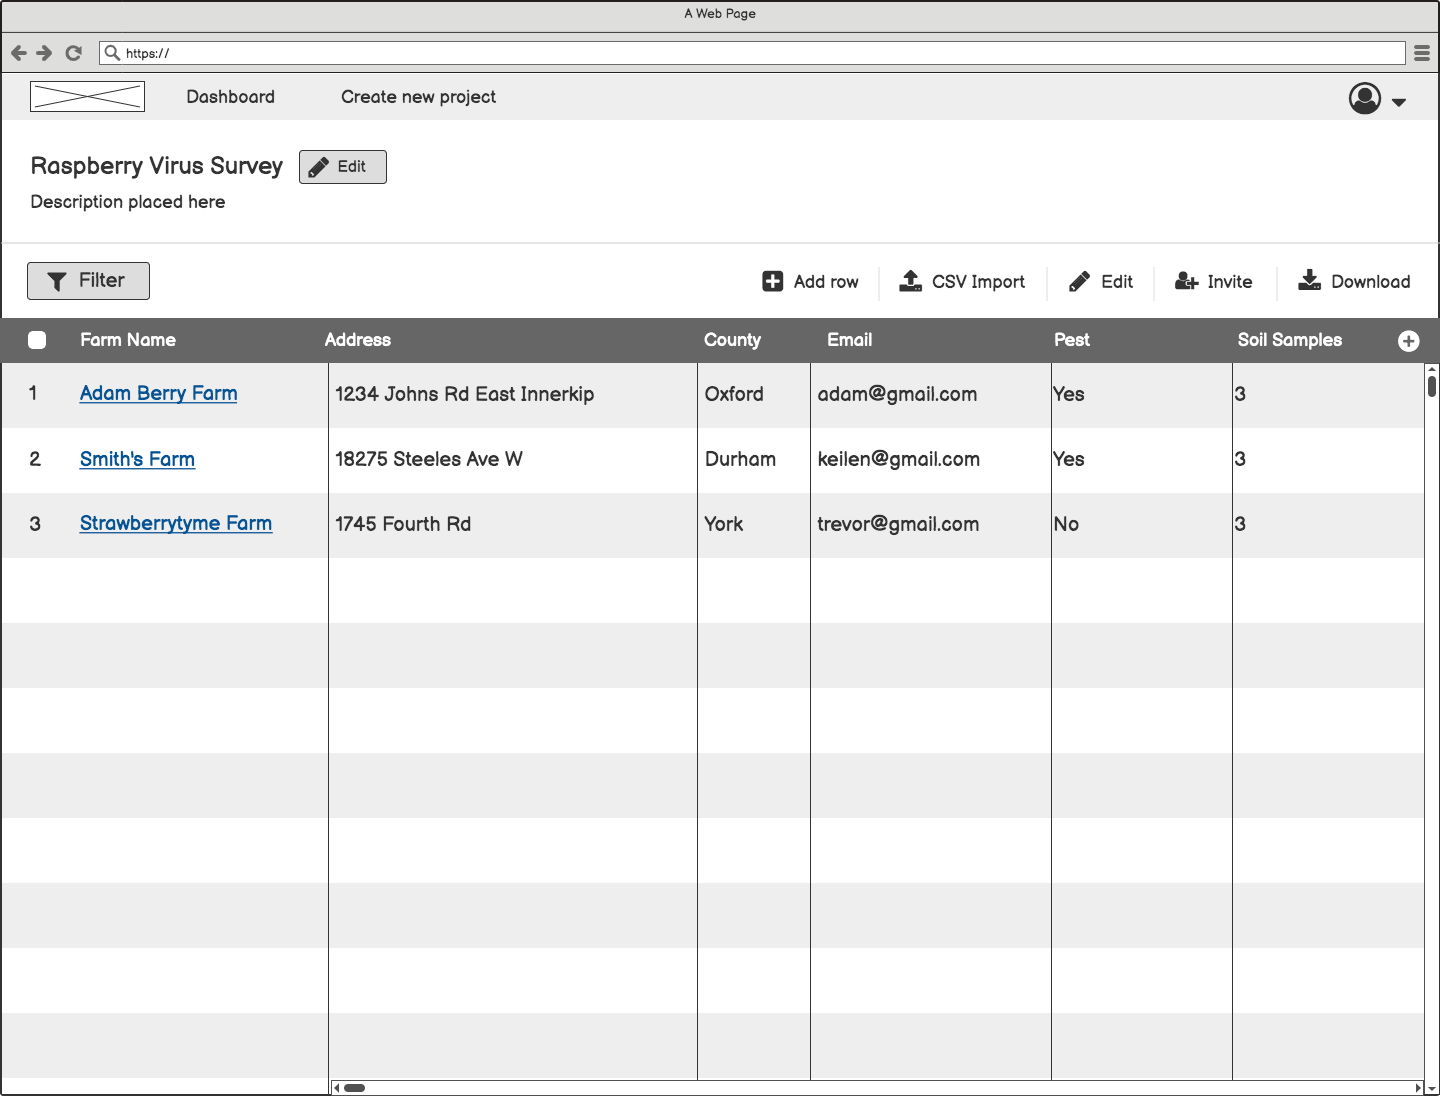 A Web Page
https://
Dashboard Create new project
Raspberry Virus Survey Edit
Description placed here
Filter Add row CSV Import Edit Invite Download
Farm Name Address County Email Pest Soil Samples
1 Adam Berry Farm 1234 Johns Rd East Innerkip Oxford adam@gmail.com Yes 3
2 Smith's Farm 18275 Steeles Ave W Durham keilen@gmail.com Yes 3
3 Strawberrytyme Farm 1745 Fourth Rd York trevor@gmail.com No 3